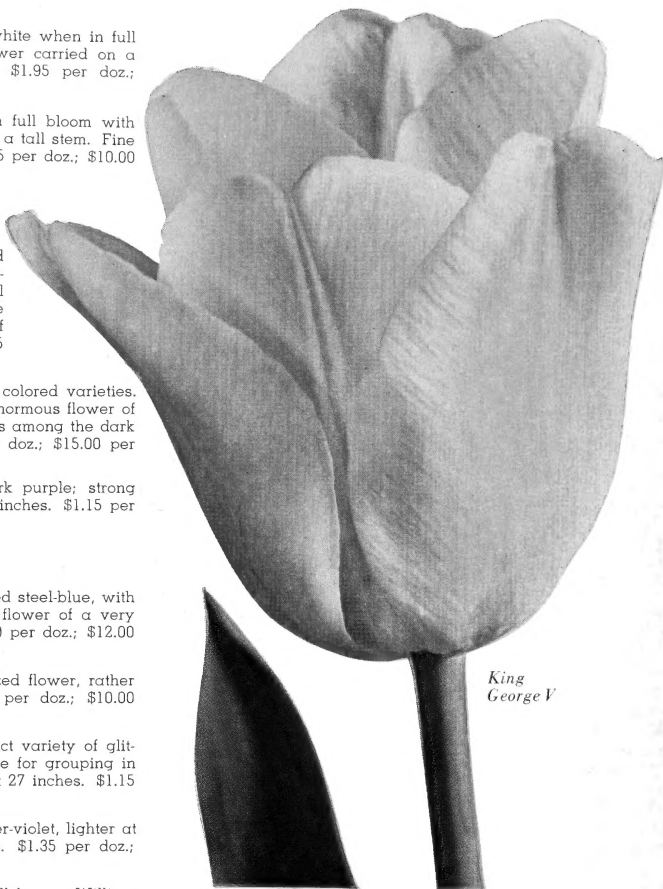 white when in full
wer carried on a
$1.95 per doz.;
full bloom with
a tall stem. Fine
per doz.; $10.00
colored varieties.
normous flower of
s among the dark
doz.; $15.00 per
rk purple; strong
inches. $1.15 per
ed steel-blue, with
flower of a very
per doz.; $12.00
ed flower, rather
per doz.; $10.00
ct variety of glit-
e for grouping in
27 inches. $1.15
er-violet, lighter at
. $1.35 per doz.;
King
George V